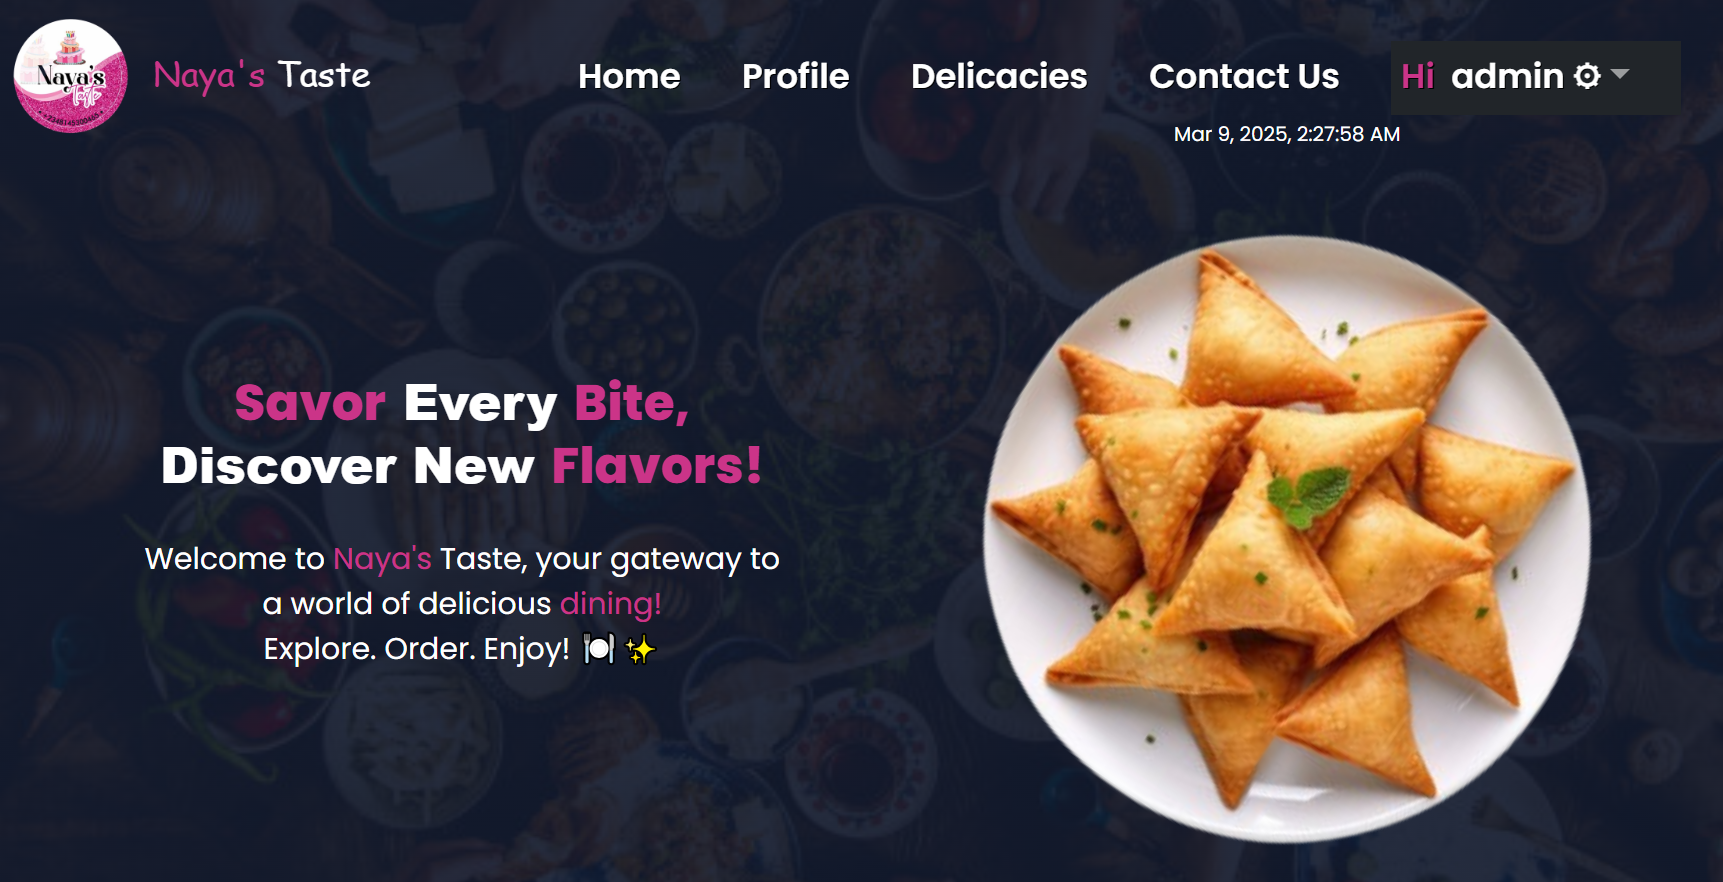 Naya's
Taste
Naya's Taste
Home Profile Delicacies Contact Us Hi admin
Mar 9, 2025, 2:27:58 AM
Savor Every Bite,
Discover New Flavors!
Welcome to Naya's Taste, your gateway to
a world of delicious dining!
Explore. Order. Enjoy! 🍽️ ✨